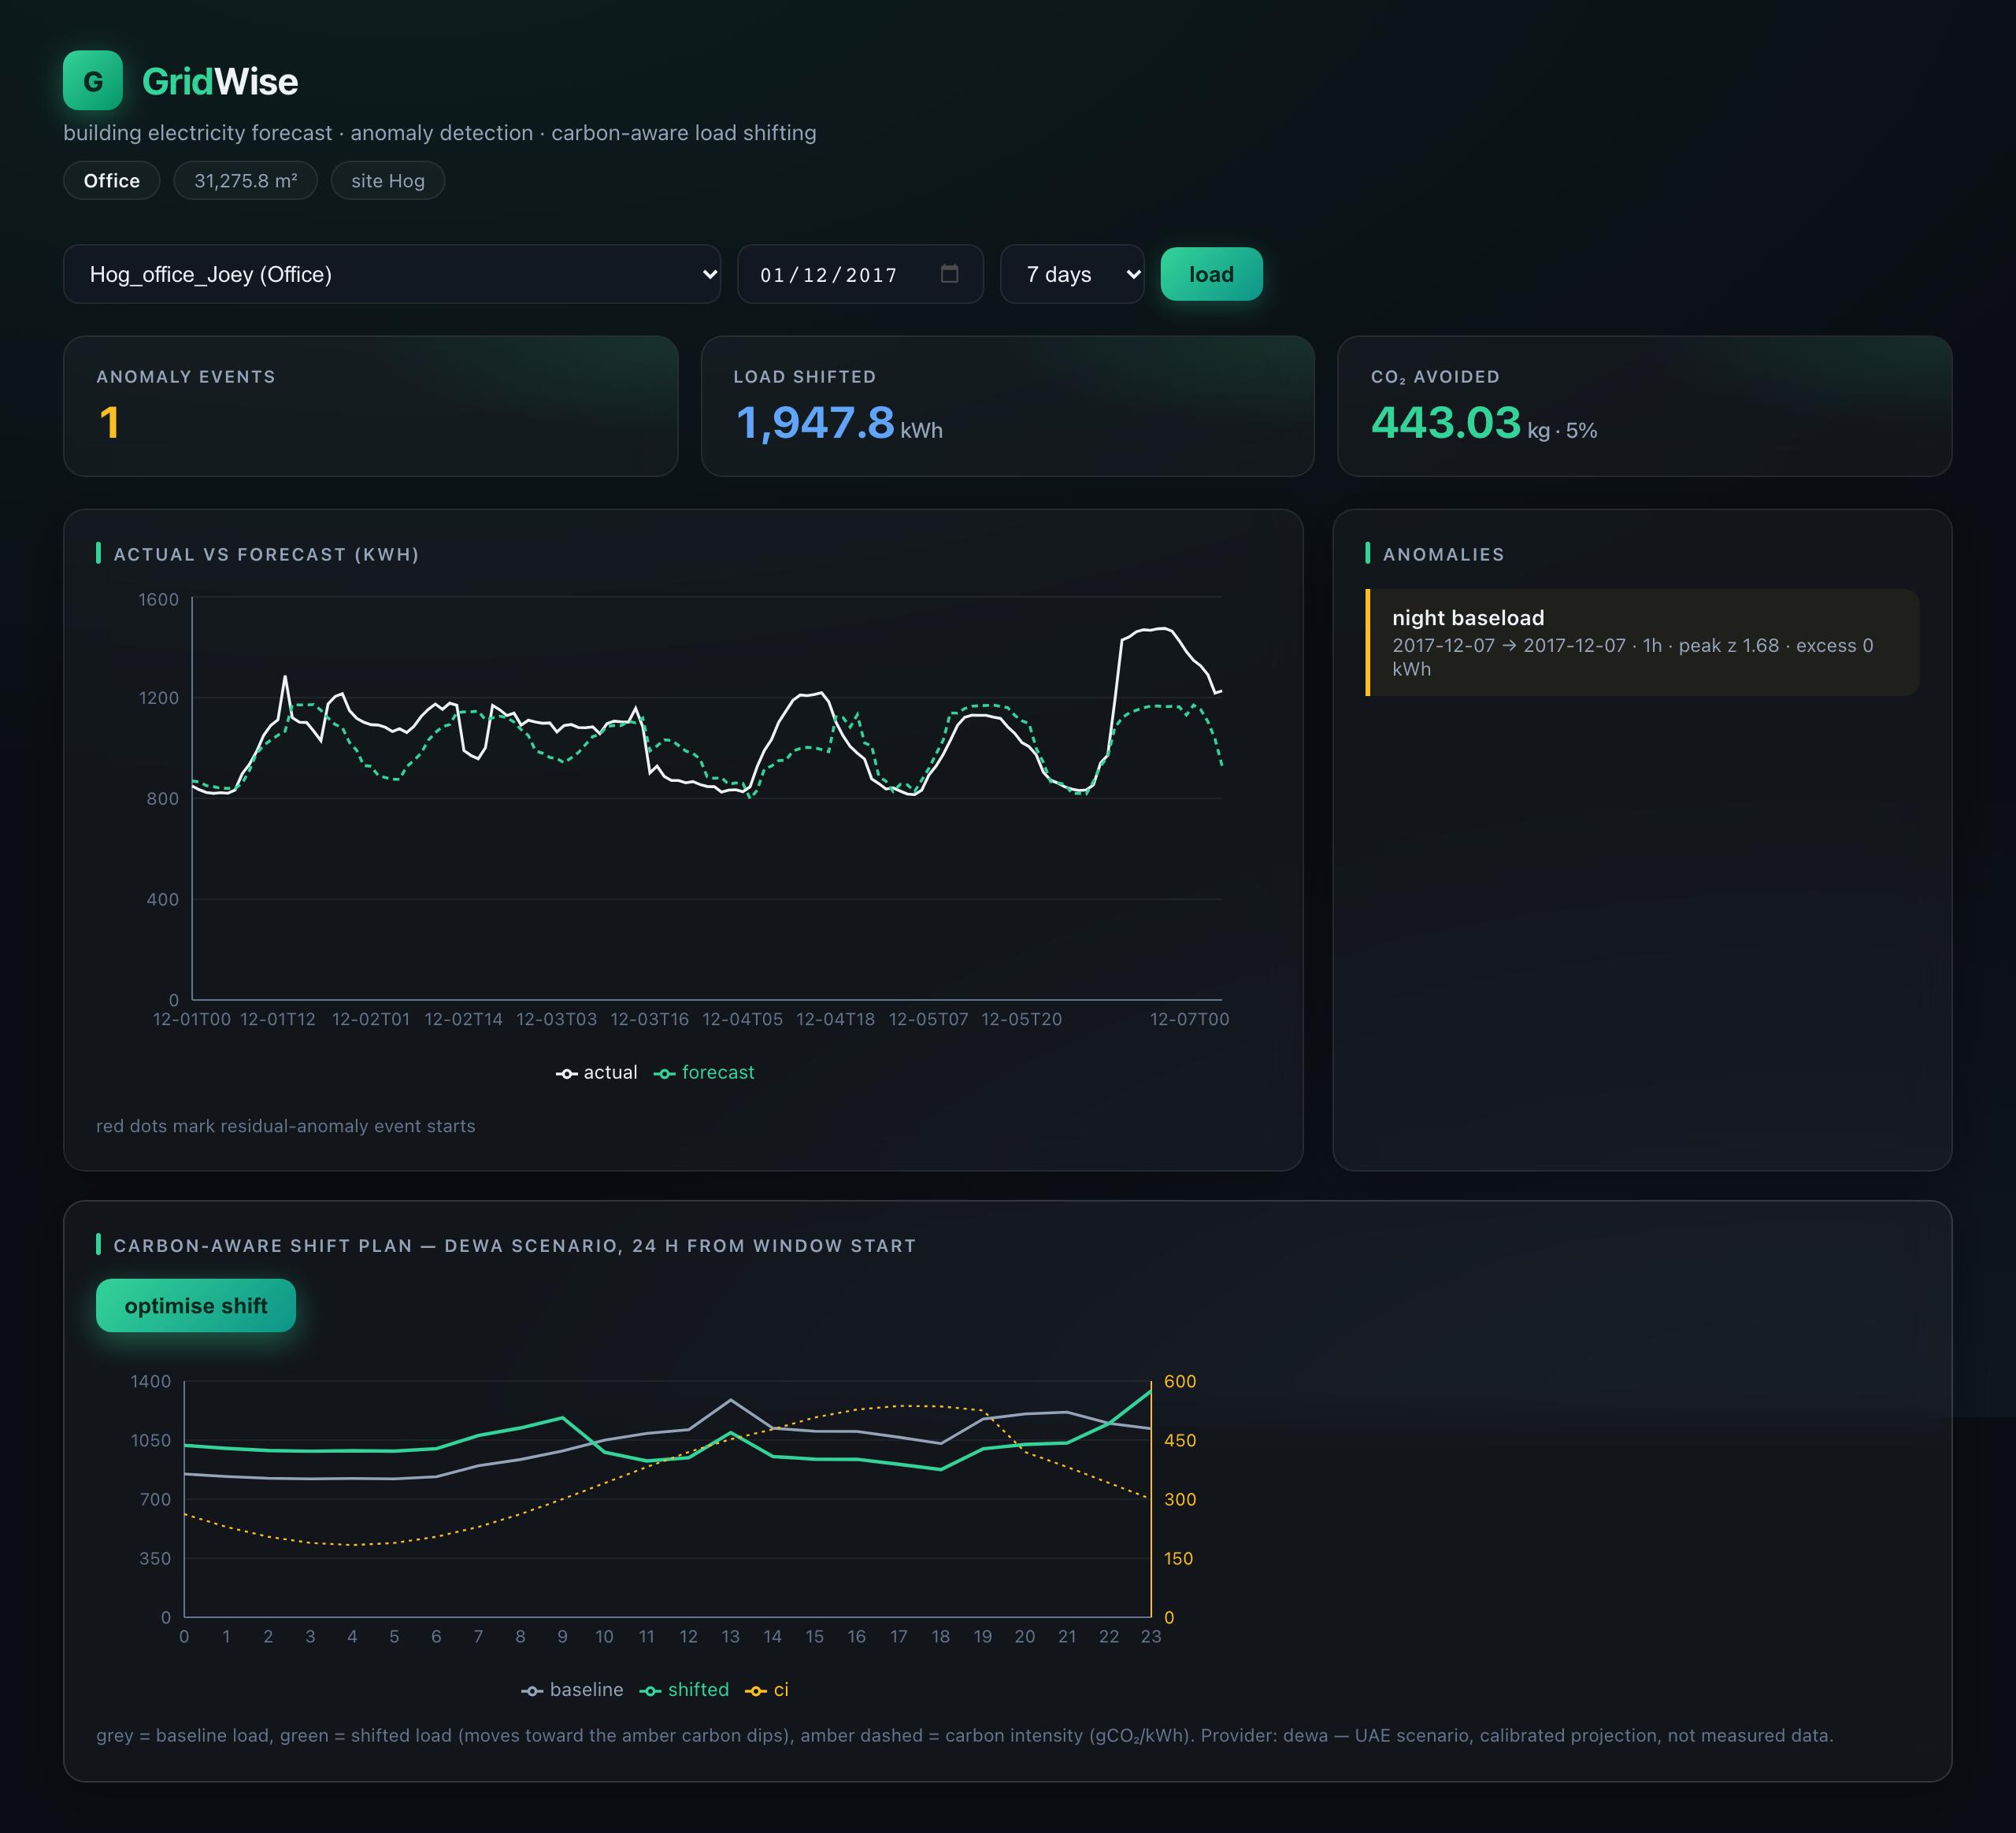 G GridWise
building electricity forecast · anomaly detection · carbon-aware load shifting
Office 31,275.8 m² site Hog
Hog_office_Joey (Office) 01/12/2017 7 days load
ANOMALY EVENTS
1
LOAD SHIFTED
1,947.8 kWh
CO₂ AVOIDED
443.03 kg · 5%
ACTUAL VS FORECAST (KWH)
1600
1200
800
400
0
12-01T00 12-01T12 12-02T01 12-02T14 12-03T03 12-03T16 12-04T05 12-04T18 12-05T07 12-05T20 12-07T00
actual forecast
red dots mark residual-anomaly event starts
ANOMALIES
night baseload
2017-12-07 → 2017-12-07 · 1h · peak z 1.68 · excess 0
kWh
CARBON-AWARE SHIFT PLAN — DEWA SCENARIO, 24 H FROM WINDOW START
optimise shift
1400 600
1050 450
700 300
350 150
0 0
0 1 2 3 4 5 6 7 8 9 10 11 12 13 14 15 16 17 18 19 20 21 22 23
baseline shifted ci
grey = baseline load, green = shifted load (moves toward the amber carbon dips), amber dashed = carbon intensity (gCO₂/kWh). Provider: dewa — UAE scenario, calibrated projection, not measured data.